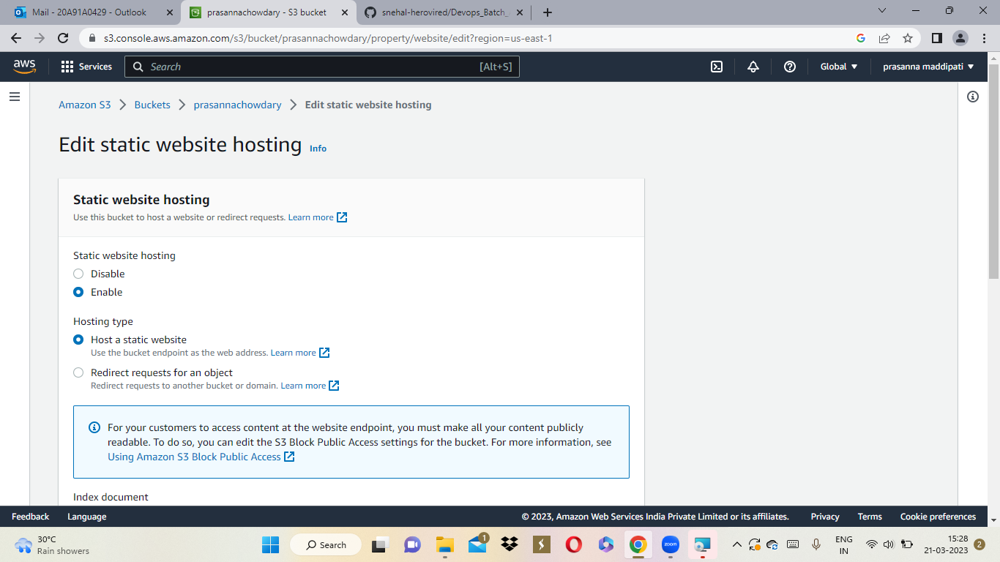 Mail - 20A91A0429 - Outlook
prasannachowdary - S3 bucket
snehal-herovired/Devops_Batch_
s3.console.aws.amazon.com/s3/bucket/prasannachowdary/property/website/edit?region=us-east-1
aws
Services
Search
[Alt+S]
Global
prasanna maddipati
Amazon S3 > Buckets > prasannachowdary > Edit static website hosting
Edit static website hosting Info
Static website hosting
Use this bucket to host a website or redirect requests. Learn more
Static website hosting
Disable
Enable
Hosting type
Host a static website
Use the bucket endpoint as the web address. Learn more
Redirect requests for an object
Redirect requests to another bucket or domain. Learn more
For your customers to access content at the website endpoint, you must make all your content publicly
readable. To do so, you can edit the S3 Block Public Access settings for the bucket. For more information, see
Using Amazon S3 Block Public Access
Index document
Feedback
Language
© 2023, Amazon Web Services India Private Limited or its affiliates.
Privacy
Terms
Cookie preferences
30°C
Rain showers
Search
1
zoom
ENG
IN
15:28
21-03-2023
2